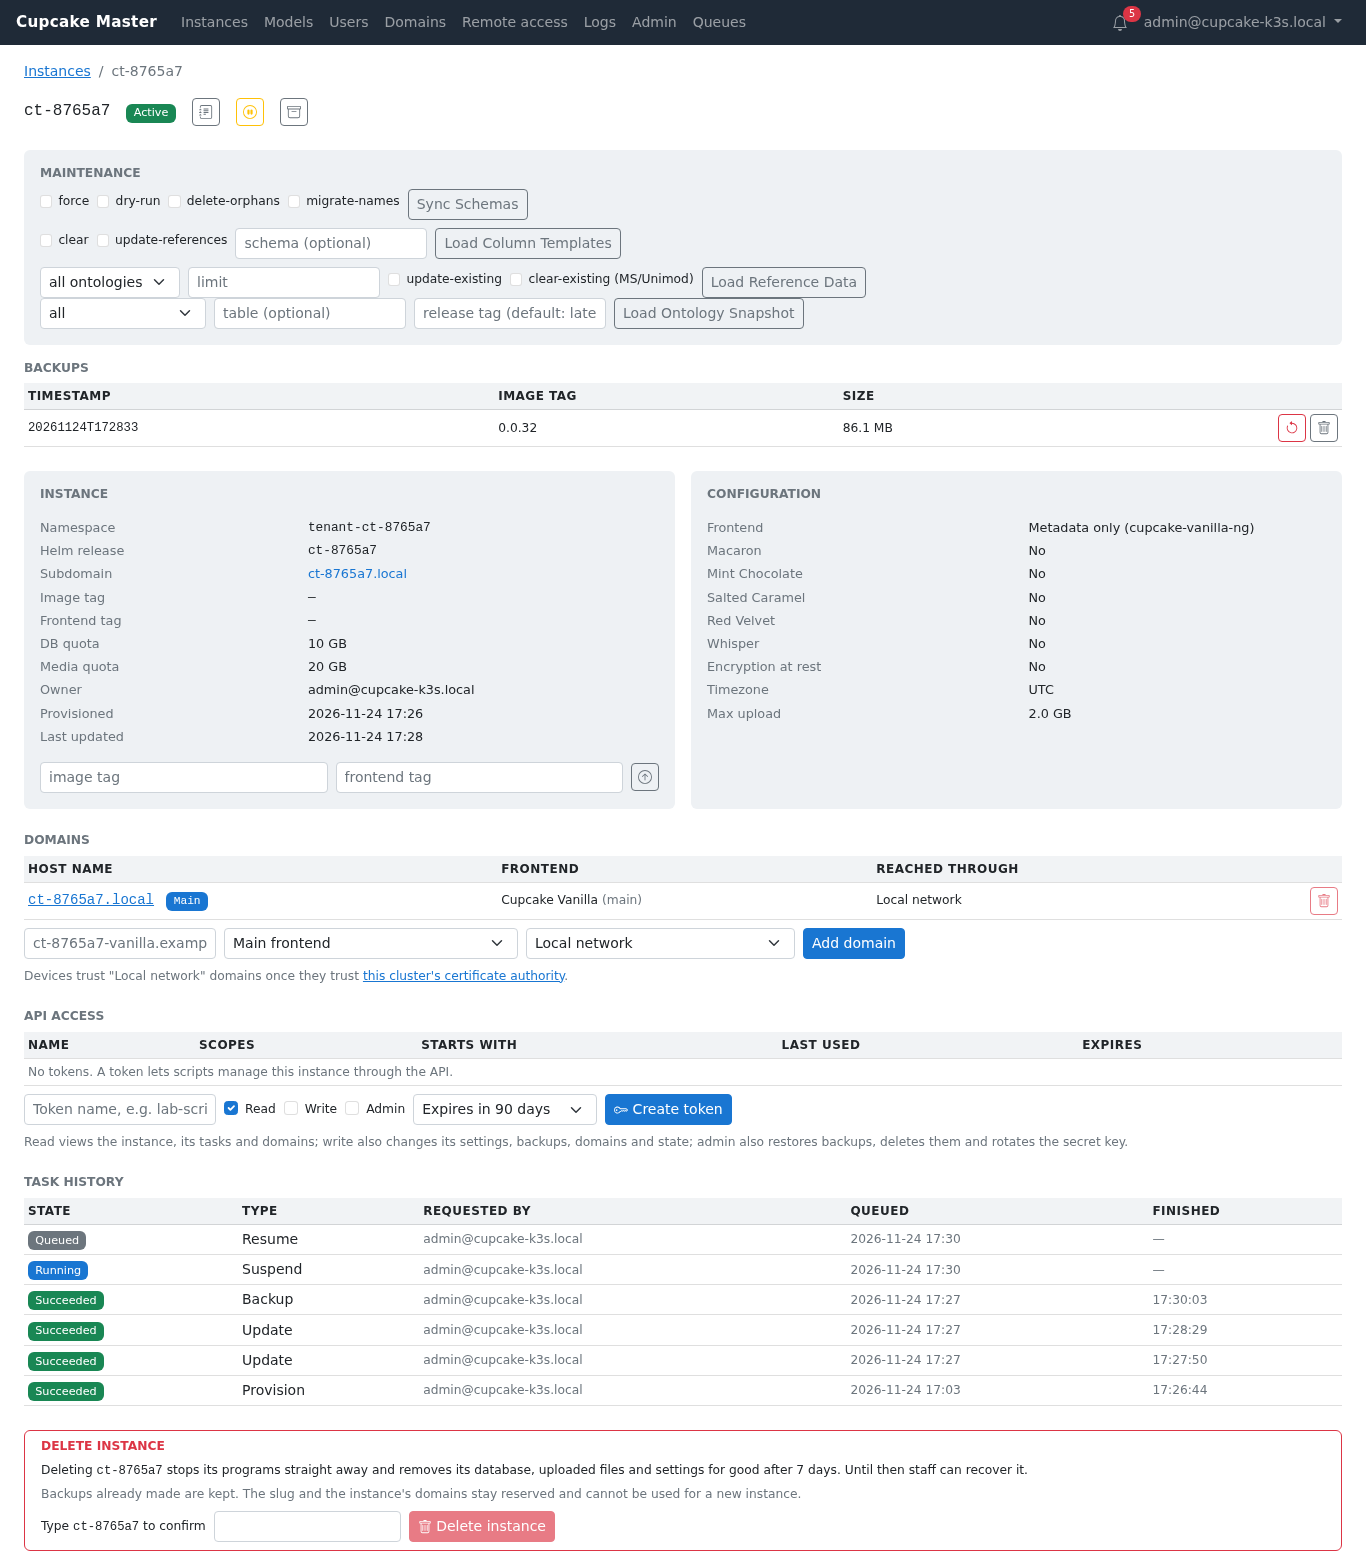 Cupcake Master Instances Models Users Domains Remote access Logs Admin Queues 5 admin@cupcake-k3s.local
Instances / ct-8765a7
ct-8765a7 Active
MAINTENANCE
force dry-run delete-orphans migrate-names Sync Schemas
clear update-references schema (optional) Load Column Templates
all ontologies limit update-existing clear-existing (MS/Unimod) Load Reference Data
all table (optional) release tag (default: late Load Ontology Snapshot
BACKUPS
TIMESTAMP IMAGE TAG SIZE
20261124T172833 0.0.32 86.1 MB
INSTANCE
Namespace tenant-ct-8765a7
Helm release ct-8765a7
Subdomain ct-8765a7.local
Image tag —
Frontend tag —
DB quota 10 GB
Media quota 20 GB
Owner admin@cupcake-k3s.local
Provisioned 2026-11-24 17:26
Last updated 2026-11-24 17:28
image tag frontend tag
CONFIGURATION
Frontend Metadata only (cupcake-vanilla-ng)
Macaron No
Mint Chocolate No
Salted Caramel No
Red Velvet No
Whisper No
Encryption at rest No
Timezone UTC
Max upload 2.0 GB
DOMAINS
HOST NAME FRONTEND REACHED THROUGH
ct-8765a7.local Main Cupcake Vanilla (main) Local network
ct-8765a7-vanilla.examp Main frontend Local network Add domain
Devices trust "Local network" domains once they trust this cluster's certificate authority.
API ACCESS
NAME SCOPES STARTS WITH LAST USED EXPIRES
No tokens. A token lets scripts manage this instance through the API.
Token name, e.g. lab-scri Read Write Admin Expires in 90 days Create token
Read views the instance, its tasks and domains; write also changes its settings, backups, domains and state; admin also restores backups, deletes them and rotates the secret key.
TASK HISTORY
STATE TYPE REQUESTED BY QUEUED FINISHED
Queued Resume admin@cupcake-k3s.local 2026-11-24 17:30 —
Running Suspend admin@cupcake-k3s.local 2026-11-24 17:30 —
Succeeded Backup admin@cupcake-k3s.local 2026-11-24 17:27 17:30:03
Succeeded Update admin@cupcake-k3s.local 2026-11-24 17:27 17:28:29
Succeeded Update admin@cupcake-k3s.local 2026-11-24 17:27 17:27:50
Succeeded Provision admin@cupcake-k3s.local 2026-11-24 17:03 17:26:44
DELETE INSTANCE
Deleting ct-8765a7 stops its programs straight away and removes its database, uploaded files and settings for good after 7 days. Until then staff can recover it.
Backups already made are kept. The slug and the instance's domains stay reserved and cannot be used for a new instance.
Type ct-8765a7 to confirm Delete instance